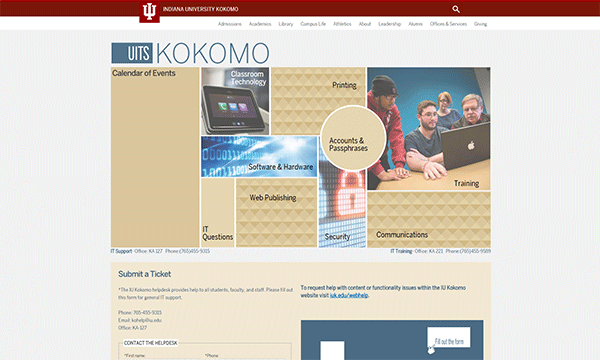 INDIANA UNIVERSITY KOKOMO
Admissions Academics Library Campus Life Athletics About Leadership Alumni Offices & Services Giving
UITS KOKOMO
Calendar of Events
Classroom
Technology
Printing
Accounts &
Passphrases
Software & Hardware
Training
Web Publishing
IT
Questions
Security
Communications
IT Support- Office: KA 127 Phone:(765)455-9315
IT Training- Office: KA 221 Phone:(765)455-9509
Submit a Ticket
*The IU Kokomo helpdesk provides help to all students, faculty, and staff. Please fill out
this form for general IT support.
Phone: 765-455-9315
Email: kohelp@iu.edu
Office: KA-127
CONTACT THE HELPDESK
*First name *Phone
To request help with content or functionality issues within the IU Kokomo
website visit iuk.edu/webhelp.
Fill out the form